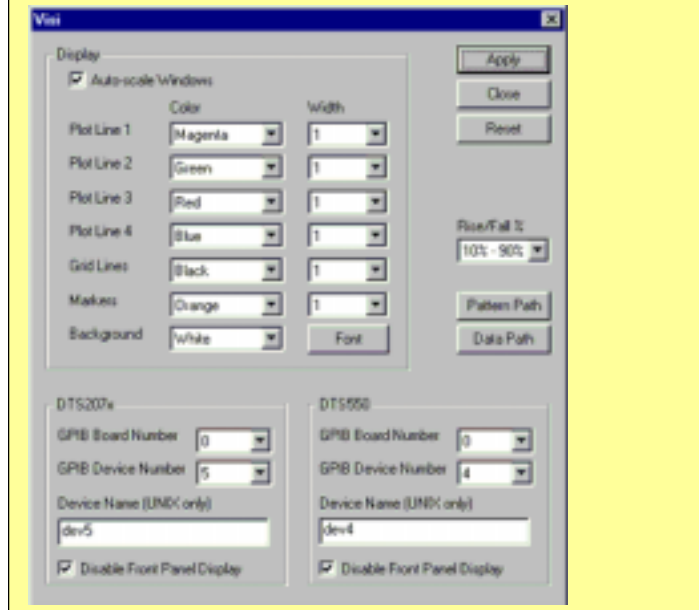 Visi
Display
Apply
Auto-scale Windows
Close
Color Width
Reset
Plot Line 1 Magenta 1
Plot Line 2 Green 1
Plot Line 3 Red 1
Plot Line 4 Blue 1
Rise/Fall %
10% - 90%
Grid Lines Black 1
Markers Orange 1
Pattern Path
Background White Font
Data Path
DTS207x
GPIB Board Number 0
GPIB Device Number 5
Device Name (UNIX only)
dev5
Disable Front Panel Display
DTS550
GPIB Board Number 0
GPIB Device Number 4
Device Name (UNIX only)
dev4
Disable Front Panel Display